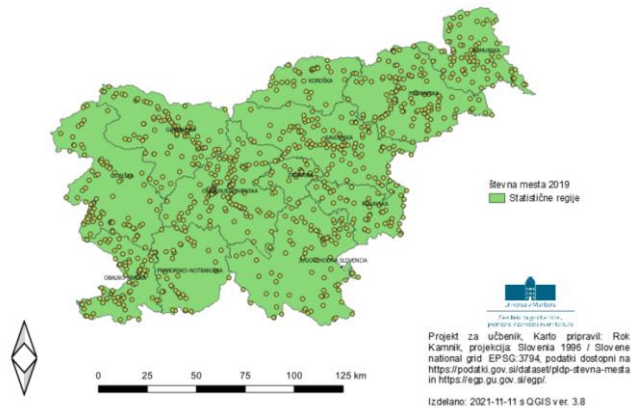 POMURSKA
KOROŠKA
PODRAVSKA
GORENJSKA
SAVINJSKA
GORIŠKA
ZASAVSKA
OSREDNJESLOVENSKA
POSAVSKA
JUGOVZHODNA SLOVENIJA
PRIMORSKO-NOTRANJSKA
OBALNO-KRAŠKA
števna mesta 2019
Statistične regije
Univerza v Mariboru
Projekt za učbenik, Karto pripravil: Rok
Kamnik, projekcija: Slovenia 1996 / Slovene
national grid EPSG:3794, podatki dostopni na
https://podatki.gov.si/dataset/pldp-stevna-mesta
in https://egp.gu.gov.si/egp/.
Izdelano: 2021-11-11 s QGIS ver. 3.8
0 25 50 75 100 125 km